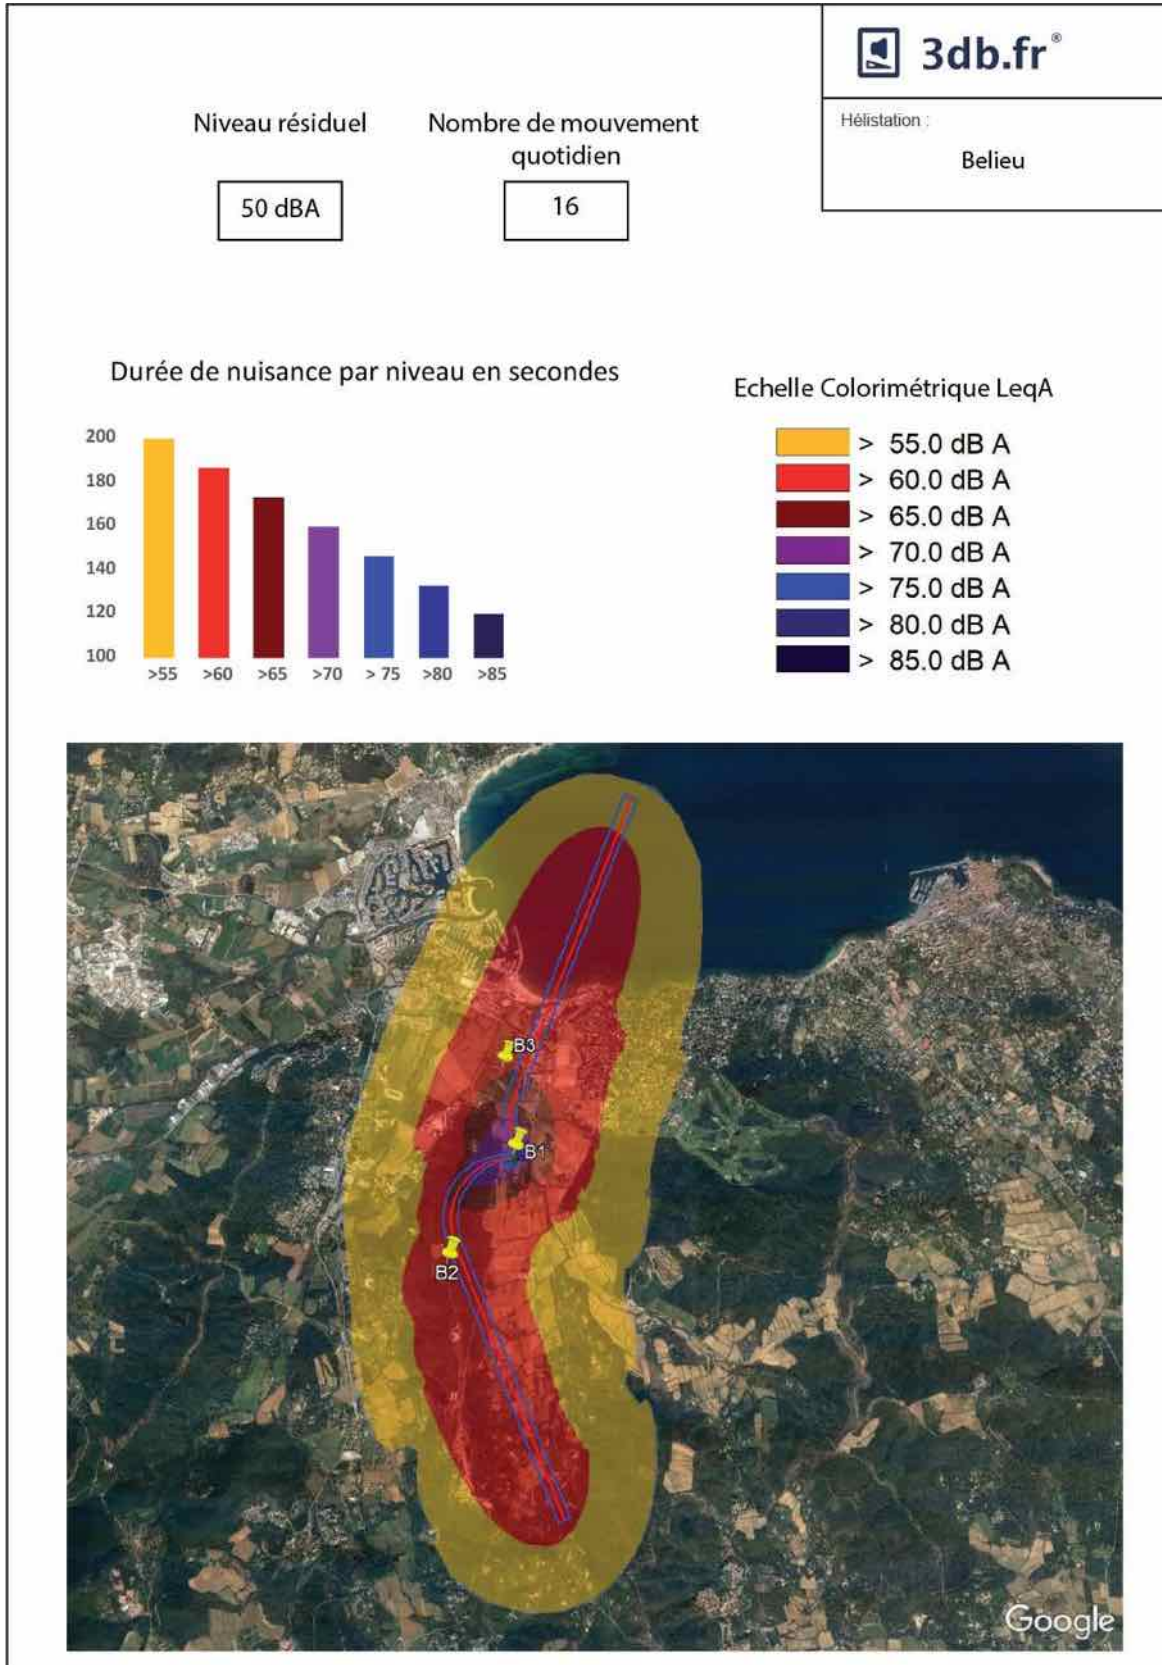 3db.fr®
Hélistation :
Belieu
Niveau résiduel
50 dBA
Nombre de mouvement
quotidien
16
Durée de nuisance par niveau en secondes
200
180
160
140
120
100
>55 >60 >65 >70 > 75 >80 >85
Echelle Colorimétrique LeqA
> 55.0 dB A
> 60.0 dB A
> 65.0 dB A
> 70.0 dB A
> 75.0 dB A
> 80.0 dB A
> 85.0 dB A
B3
B1
B2
Google